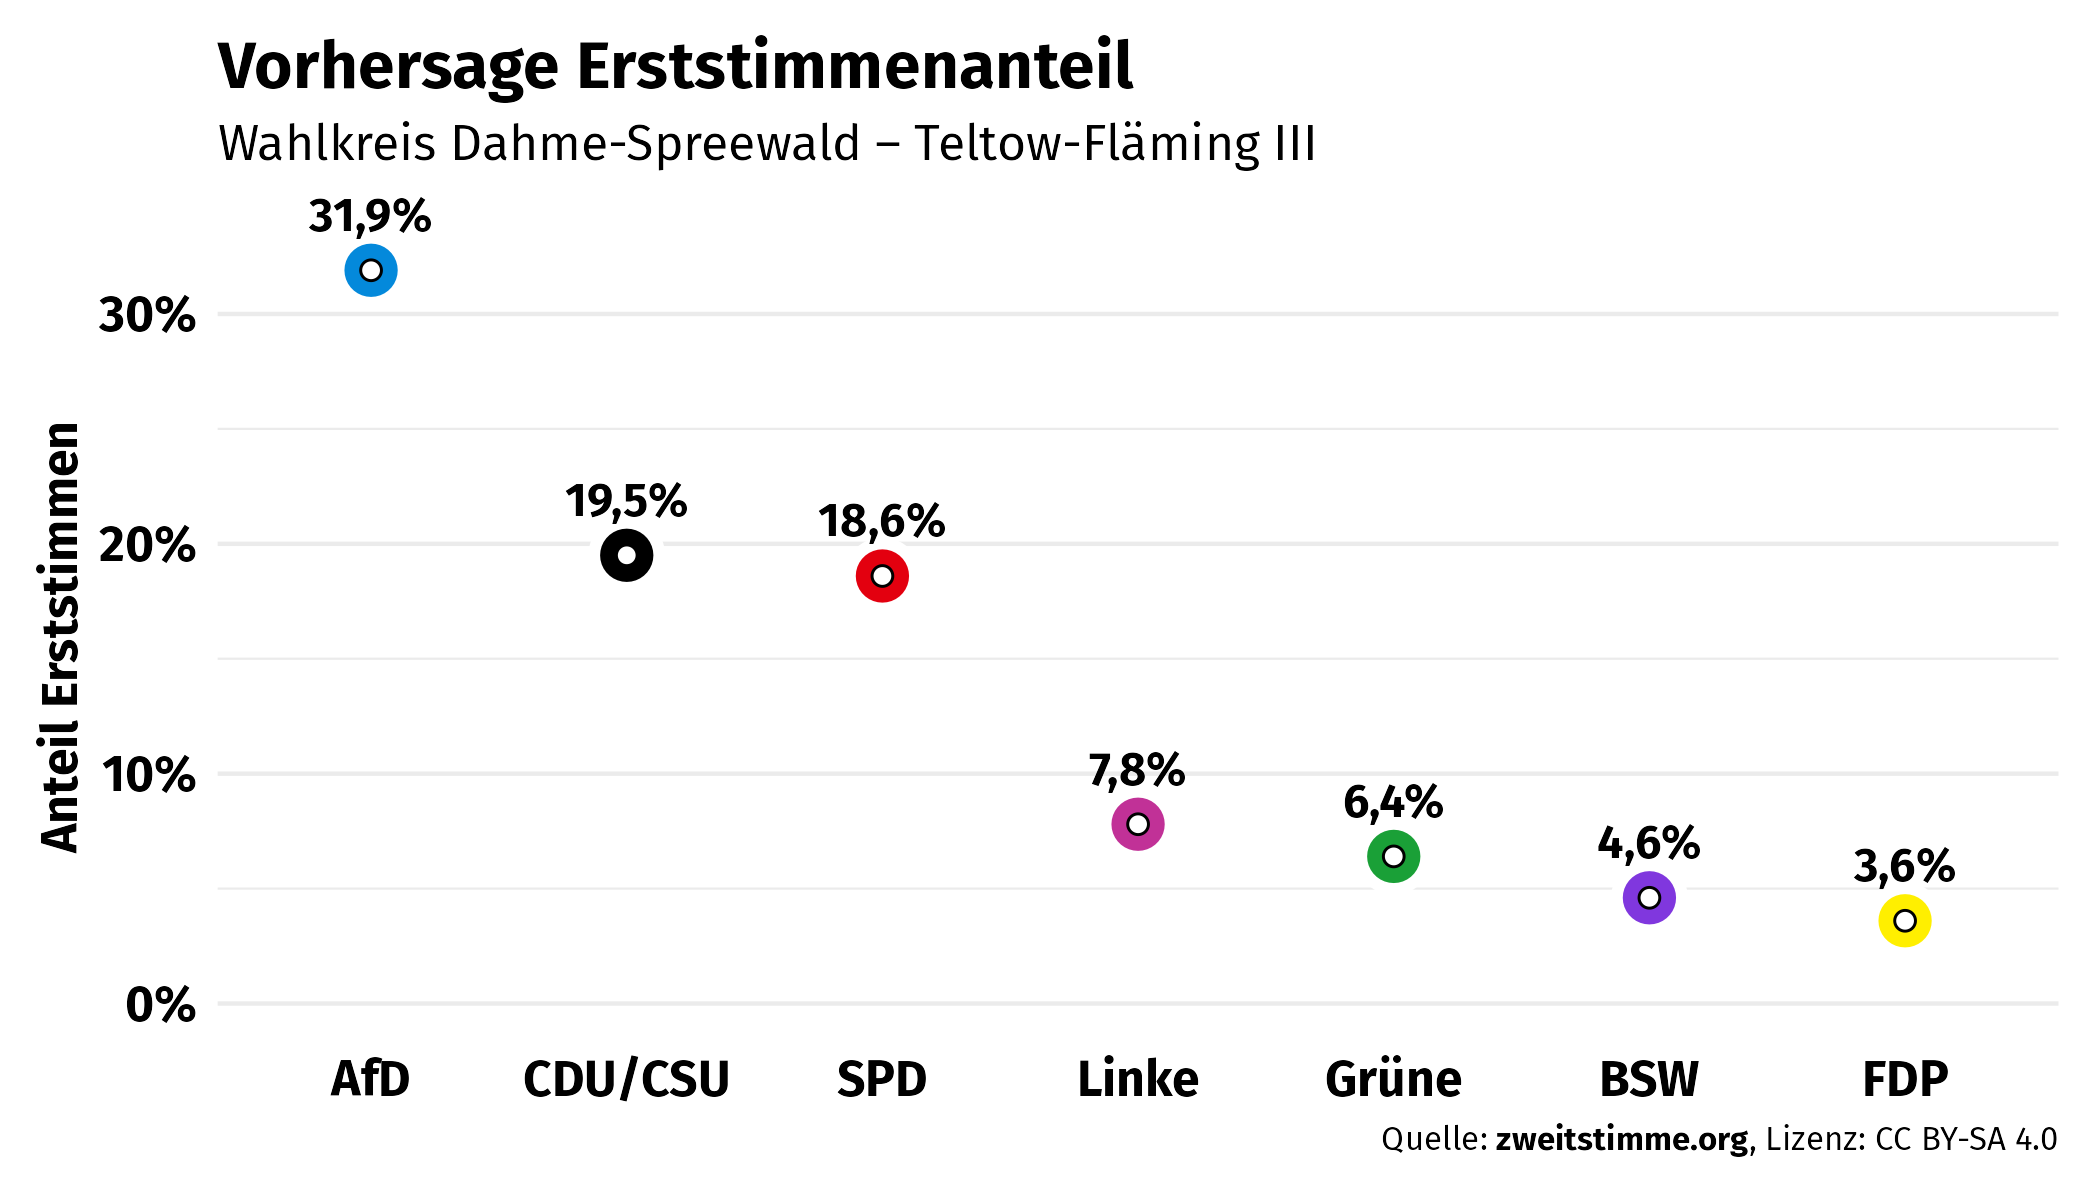 Vorhersage Erststimmenanteil
Wahlkreis Dahme-Spreewald – Teltow-Fläming III
Anteil Erststimmen
30%
20%
10%
0%
31,9%
19,5%
18,6%
7,8%
6,4%
4,6%
3,6%
AfD
CDU/CSU
SPD
Linke
Grüne
BSW
FDP
Quelle: zweitstimme.org, Lizenz: CC BY-SA 4.0